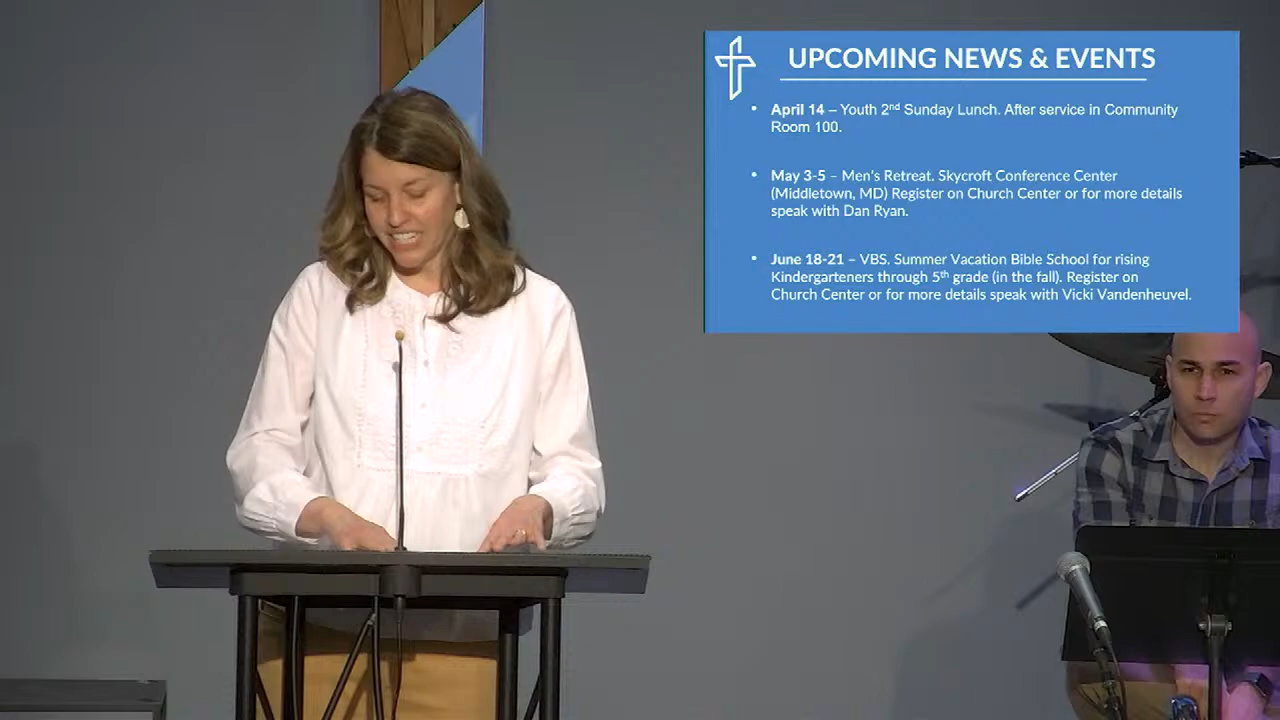 UPCOMING NEWS & EVENTS
• April 14 – Youth 2nd Sunday Lunch. After service in Community
Room 100.
• May 3-5 – Men's Retreat. Skycroft Conference Center
(Middletown, MD) Register on Church Center or for more details
speak with Dan Ryan.
• June 18-21 – VBS. Summer Vacation Bible School for rising
Kindergarteners through 5th grade (in the fall). Register on
Church Center or for more details speak with Vicki Vandenheuvel.